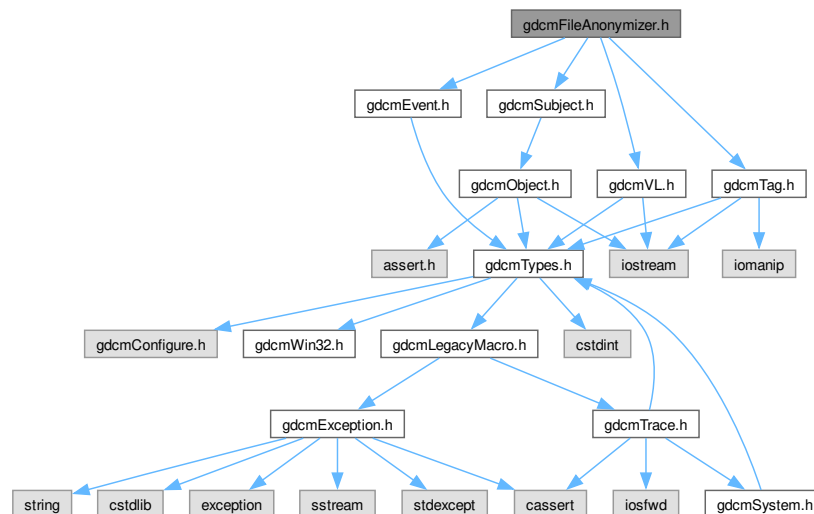 gdcmFileAnonymizer.h
gdcmEvent.h
gdcmSubject.h
gdcmObject.h
gdcmVL.h
gdcmTag.h
assert.h
gdcmTypes.h
iostream
iomanip
gdcmConfigure.h
gdcmWin32.h
gdcmLegacyMacro.h
cstdint
gdcmException.h
gdcmTrace.h
string
cstdlib
exception
sstream
stdexcept
cassert
iosfwd
gdcmSystem.h